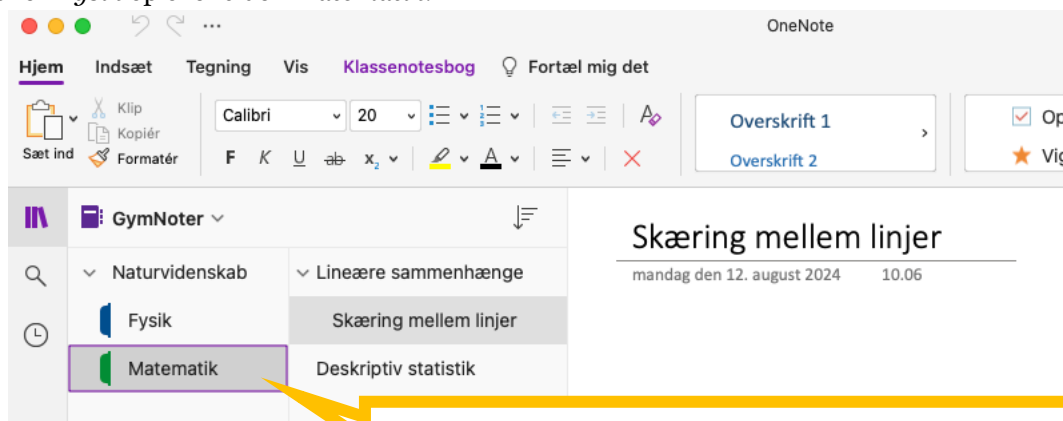 OneNote
Hjem Indsæt Tegning Vis Klassenotesbog Fortæl mig det
Sæt ind
Klip
Kopiér
Formatér
Calibri 20
F K U ab x₂ A
Overskrift 1
Overskrift 2
GymNoter
Naturvidenskab
Fysik
Matematik
Lineære sammenhænge
Skæring mellem linjer
Deskriptiv statistik
Skæring mellem linjer
mandag den 12. august 2024 10.06